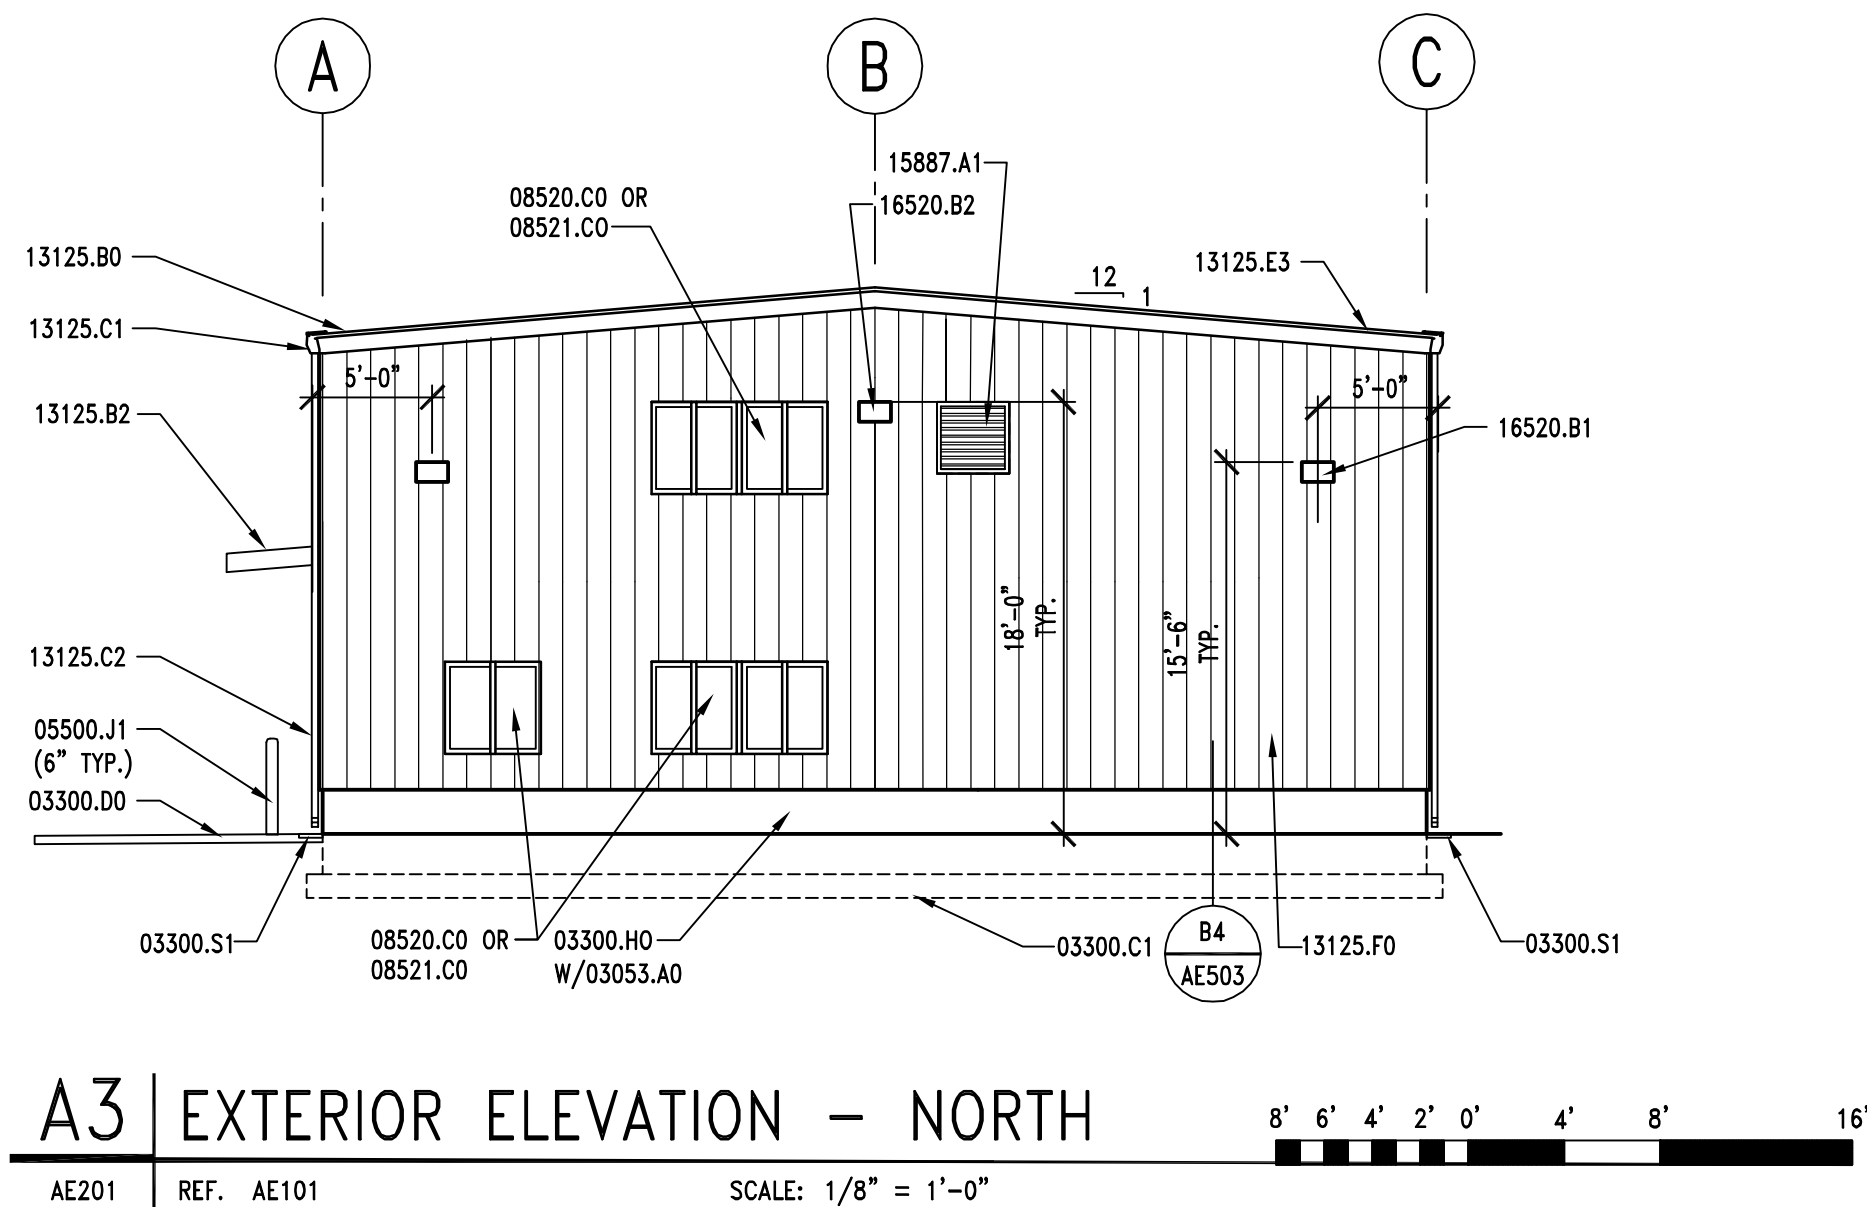 A
B
C
15887.A1
08520.C0 OR
08521.C0
16520.B2
13125.B0
13125.E3
12
1
13125.C1
5'-0"
5'-0"
13125.B2
16520.B1
18'-0"
TYP.
15'-6"
TYP.
13125.C2
05500.J1
(6" TYP.)
03300.D0
03300.S1
08520.C0 OR
08521.C0
03300.H0
W/03053.A0
03300.C1
B4
AE503
13125.F0
03300.S1
A3
EXTERIOR ELEVATION - NORTH
8' 6' 4' 2' 0' 4' 8' 16'
AE201
REF. AE101
SCALE: 1/8" = 1'-0"